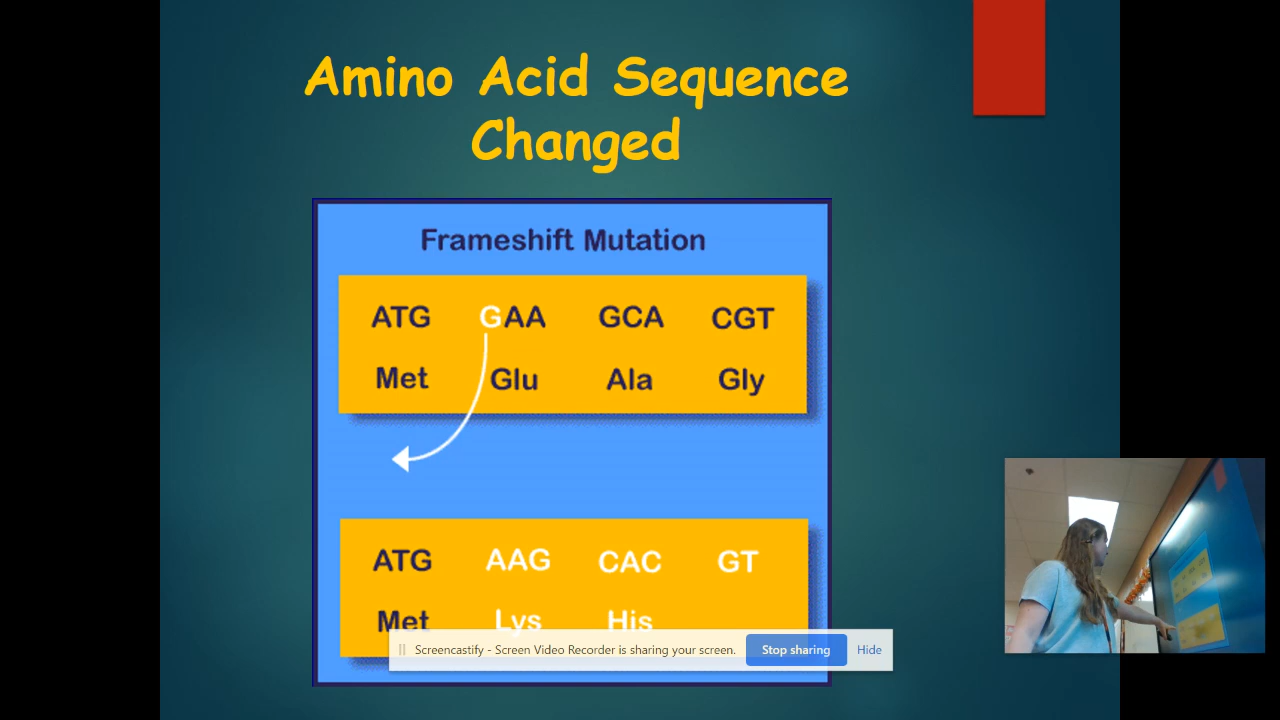 Amino Acid Sequence
Changed
Frameshift Mutation
ATG GAA GCA CGT
Met Glu Ala Gly
ATG AAG CAC GT
Met Lys His
Screencastify - Screen Video Recorder is sharing your screen. Stop sharing Hide